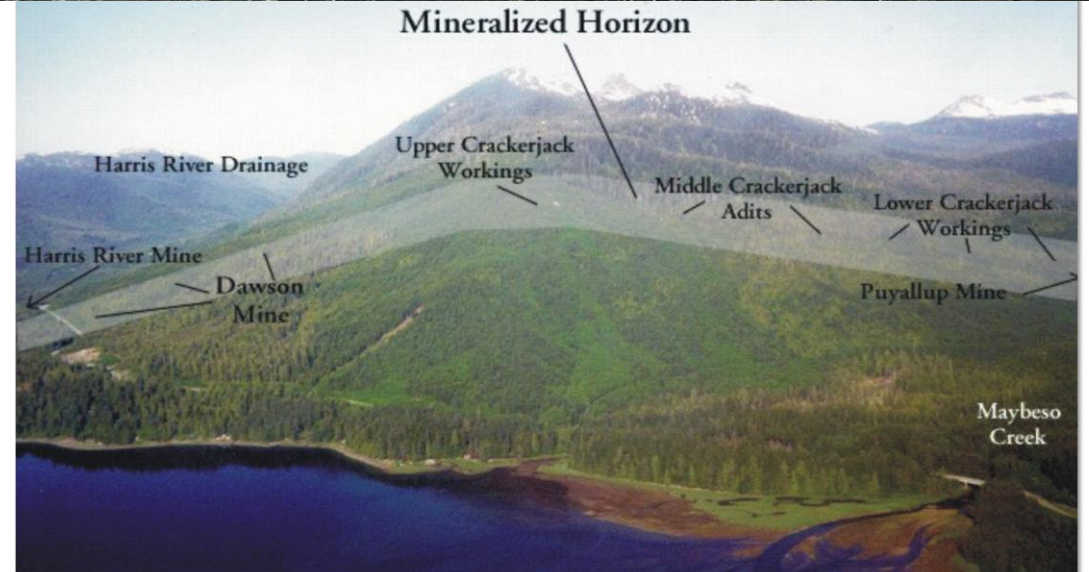 Mineralized Horizon
Harris River Drainage
Upper Crackerjack
Workings
Middle Crackerjack
Adits
Lower Crackerjack
Workings
Harris River Mine
Dawson
Mine
Puyallup Mine
Maybeso
Creek